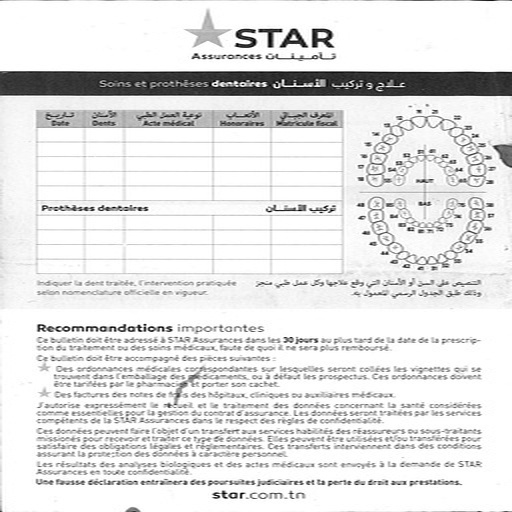 STAR
Assurances تأمينات
Soins et prothèses dentaires علاج و تركيب الأسنان
تاريخ الأسنان نوعية العمل الطبي الأتعاب المعرف الجبائي
Date Dents Acte médical Honoraires Matricule fiscal
Prothèses dentaires تركيب الأسنان
HAUT
BAS
Indiquer la dent traitée, l'intervention pratiquée
selon nomenclature officielle en vigueur.
التنصيص على السن أو الأسنان التي وقع علاجها وكل عمل طبي منجز
وذلك طبق الجدول الرسمي المعمول به.
Recommandations importantes
Ce bulletin doit être adressé à STAR Assurances dans les 30 jours au plus tard de la date de la prescrip-
tion du traitement ou des soins médicaux, faute de quoi il ne sera plus remboursé.
Ce bulletin doit être accompagné des pièces suivantes :
Des ordonnances médicales correspondantes sur lesquelles seront collées les vignettes qui se
trouvent dans l'emballage des médicaments, ou à défaut les prospectus. Ces ordonnances doivent
être tarifées par le pharmacien et porter son cachet.
Des factures des notes de frais des hôpitaux, cliniques ou auxiliaires médicaux.
J'autorise expressément le recueil et le traitement des données concernant la santé considérées
comme essentielles pour la gestion du contrat d'assurance. Les données seront traitées par les services
compétents de la STAR Assurances dans le respect des règles de confidentialité.
Ces données peuvent faire l'objet d'un transfert aux services habilités des réassureurs ou sous-traitants
missionés pour recevoir et traiter ce type de données. Elles peuvent être utilisées et/ou transférées pour
satisfaire des obligations légales et réglementaires. Ces transferts interviennent dans des conditions
assurant la protection des données à caractère personnel.
Les résultats des analyses biologiques et des actes médicaux sont envoyés à la demande de STAR
Assurances en toute confidentialité.
Une fausse déclaration entraînera des poursuites judiciaires et la perte du droit aux prestations.
star.com.tn